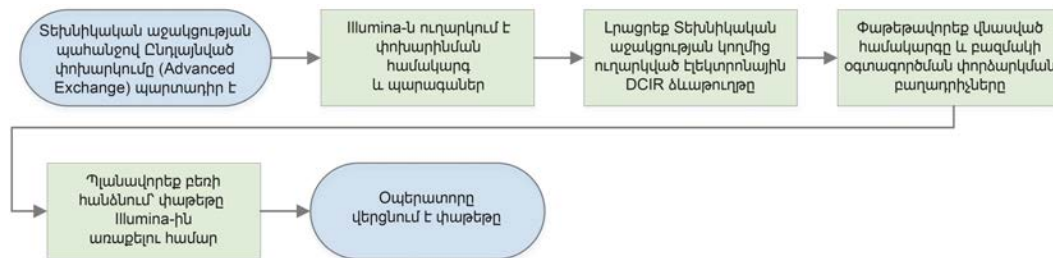 Տեխնիկական աջակցության
պահանջով Ընդլայնված
փոխարկումը (Advanced
Exchange) պարտադիր է
Illumina-ն ուղարկում է
փոխարինման
համակարգ
և պարագաներ
Լրացրեք Տեխնիկական
աջակցության կողմից
ուղարկված էլեկտրոնային
DCIR ձևաթուղթը
Փաթեթավորեք վնասված
համակարգը և բազմակի
օգտագործման փորձարկման
բաղադրիչները
Պլանավորեք բեռի
հանձնում՝ փաթեթը
Illumina-ին
առաքելու համար
Օպերատորը
վերցնում է փաթեթը